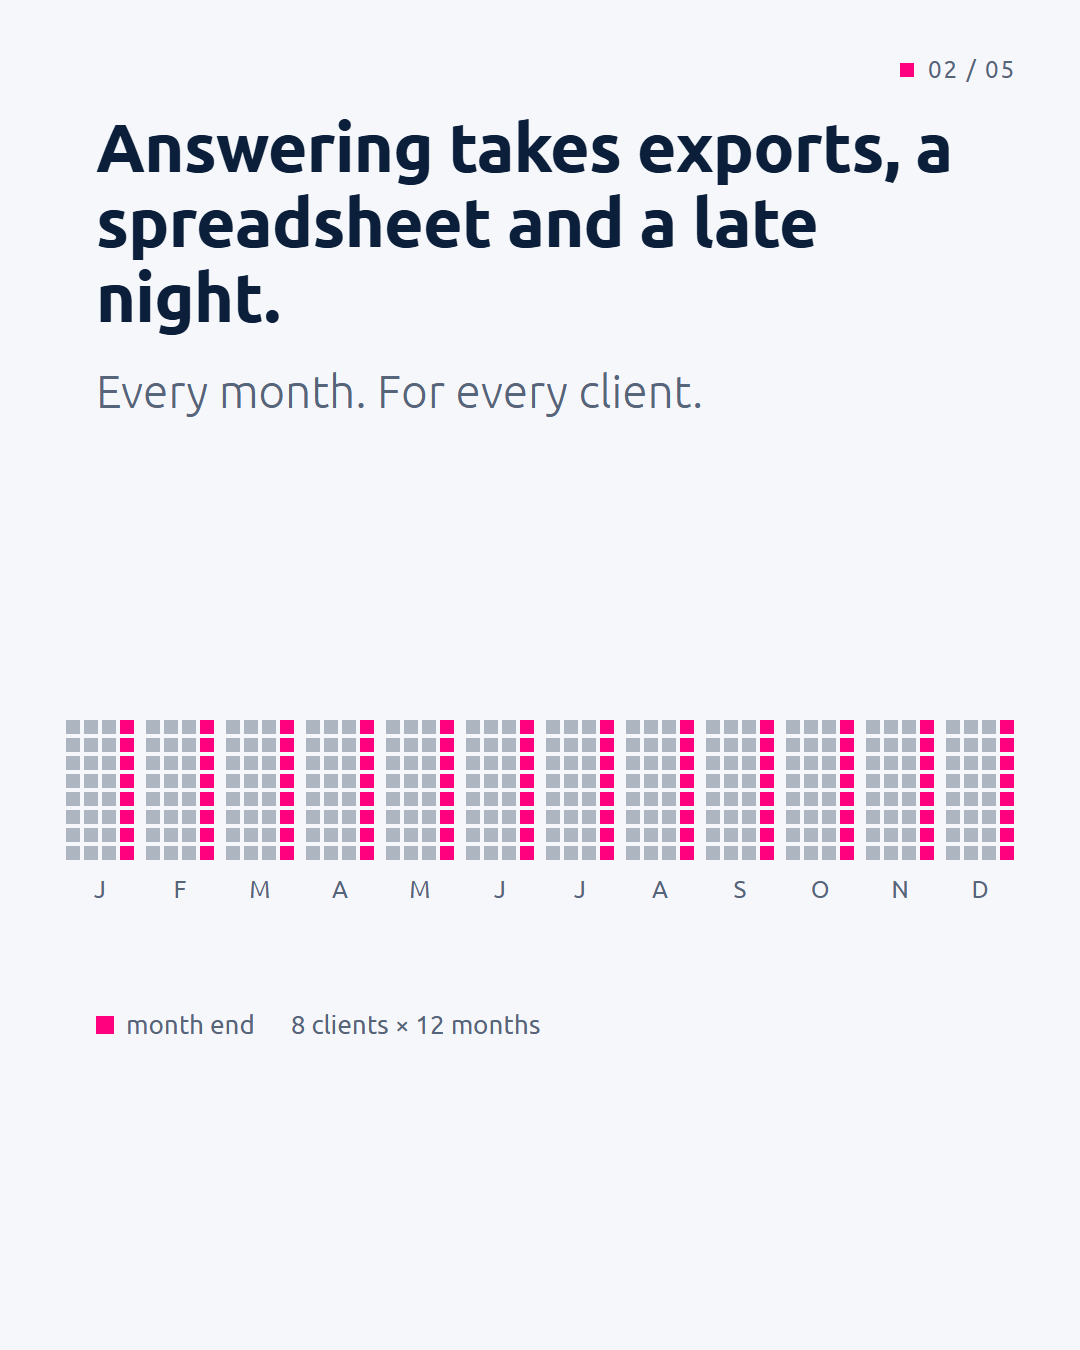 02 / 05
Answering takes exports, a
spreadsheet and a late
night.
Every month. For every client.
J F M A M J J A S O N D
month end 8 clients × 12 months